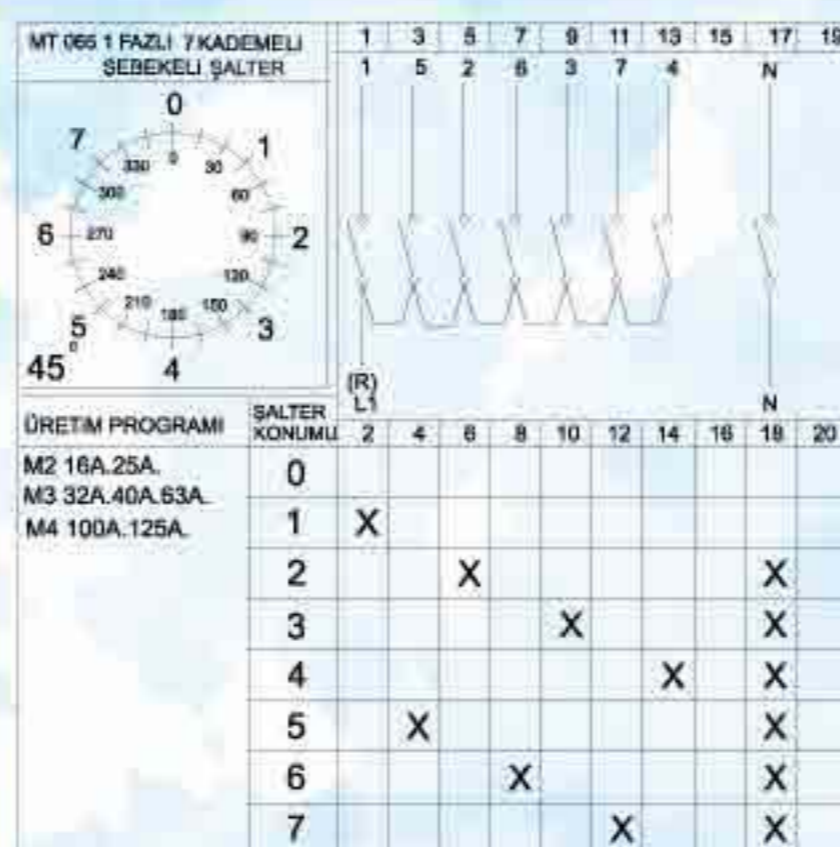 MT 066 1 FAZLI 7 KADEMELİ
ŞEBEKELİ ŞALTER
1 3 5 7 9 11 13 15 17 19
1 5 2 6 3 7 4 N
0
7 1
330 0 30
300 60
6 270 90 2
240 120
210 180 150
5 3
45° 4
(R)
L1 N
ÜRETİM PROGRAMI
ŞALTER
KONUMU 2 4 6 8 10 12 14 16 18 20
M2 16A.25A.
M3 32A.40A.63A.
M4 100A.125A.
0
1 X
2 X X
3 X X
4 X X
5 X X
6 X X
7 X X